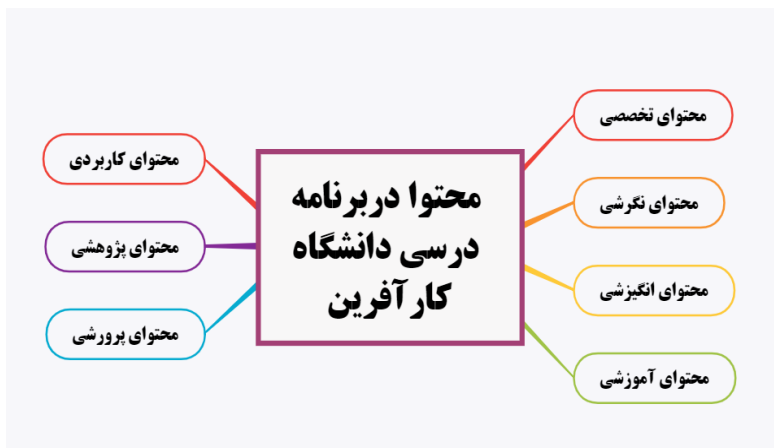 محتوا دربرنامه
درسی دانشگاه
کارآفرین
محتوای تخصصی
محتوای نگرشی
محتوای انگیزشی
محتوای آموزشی
محتوای کاربردی
محتوای پژوهشی
محتوای پرورشی